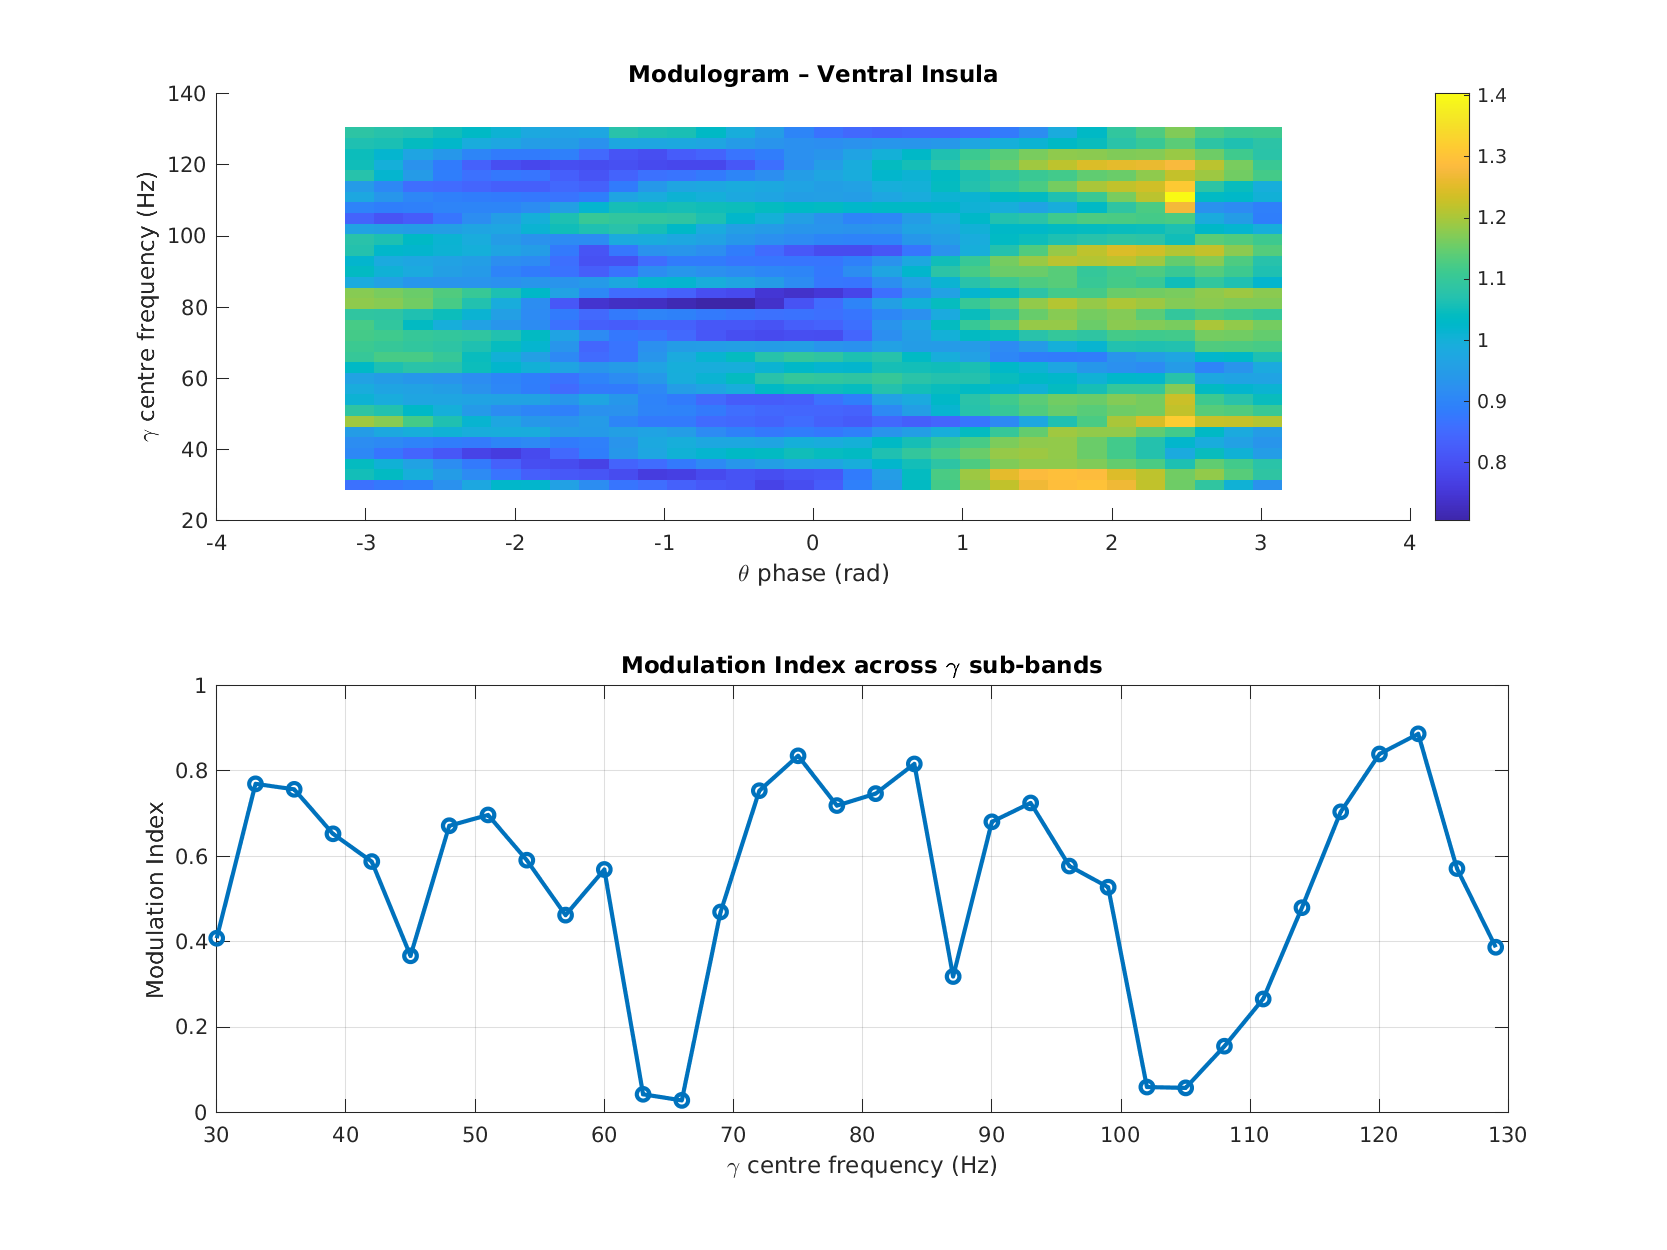 Modulogram – Ventral Insula
γ centre frequency (Hz)
140
120
100
80
60
40
20
-4 -3 -2 -1 0 1 2 3 4
θ phase (rad)
1.4
1.3
1.2
1.1
1
0.9
0.8
Modulation Index across γ sub-bands
Modulation Index
1
0.8
0.6
0.4
0.2
0
30 40 50 60 70 80 90 100 110 120 130
γ centre frequency (Hz)